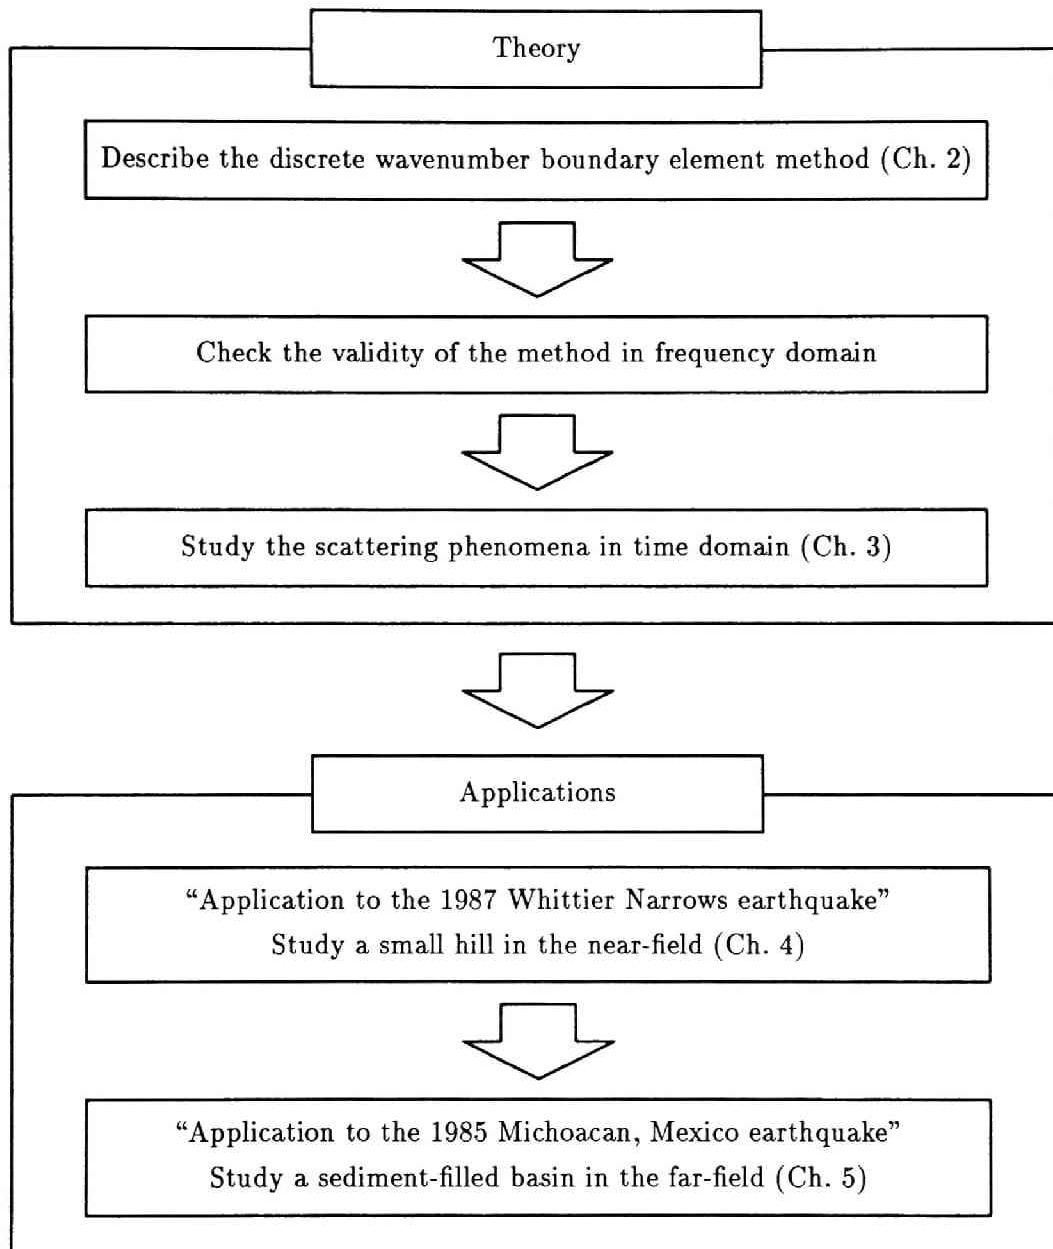 Theory
Describe the discrete wavenumber boundary element method (Ch. 2)
Check the validity of the method in frequency domain
Study the scattering phenomena in time domain (Ch. 3)
Applications
“Application to the 1987 Whittier Narrows earthquake”
Study a small hill in the near-field (Ch. 4)
“Application to the 1985 Michoacan, Mexico earthquake”
Study a sediment-filled basin in the far-field (Ch. 5)